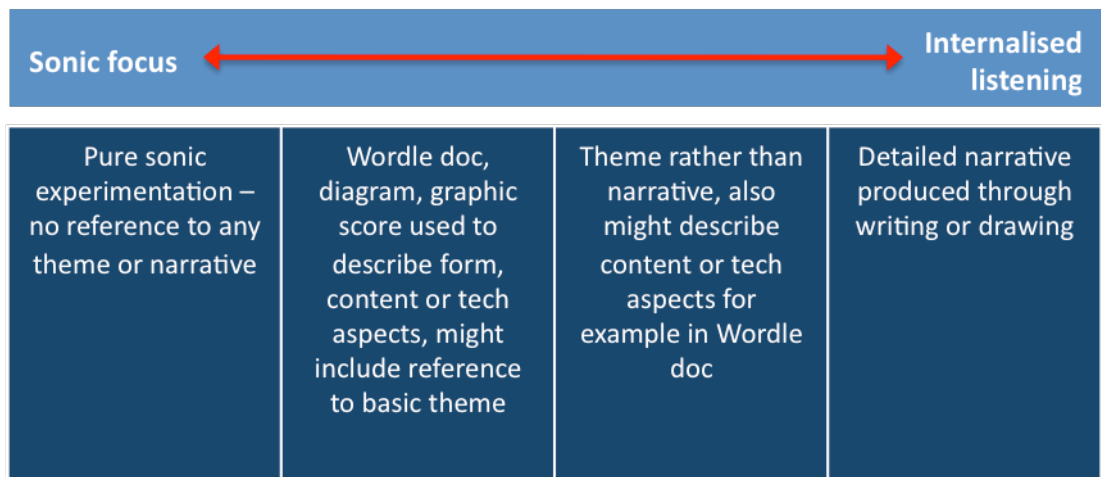 Sonic focus
Internalised
listening
Pure sonic
experimentation –
no reference to any
theme or narrative
Wordle doc,
diagram, graphic
score used to
describe form,
content or tech
aspects, might
include reference
to basic theme
Theme rather than
narrative, also
might describe
content or tech
aspects for
example in Wordle
doc
Detailed narrative
produced through
writing or drawing